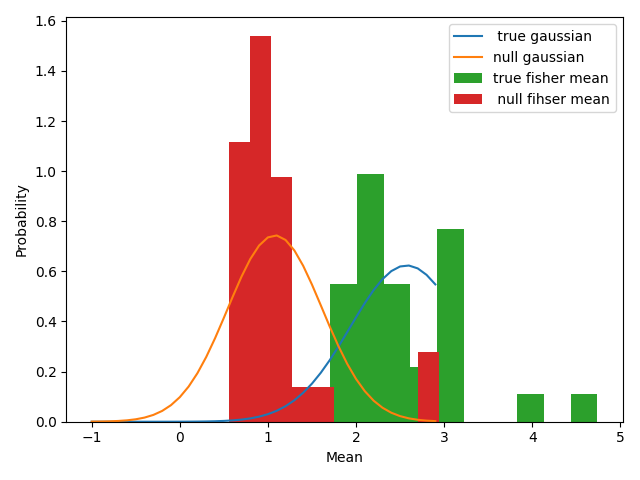 1.6
1.4
1.2
1.0
0.8
0.6
0.4
0.2
0.0
Probability
true gaussian
null gaussian
true fisher mean
null fihser mean
−1
0
1
2
3
4
5
Mean